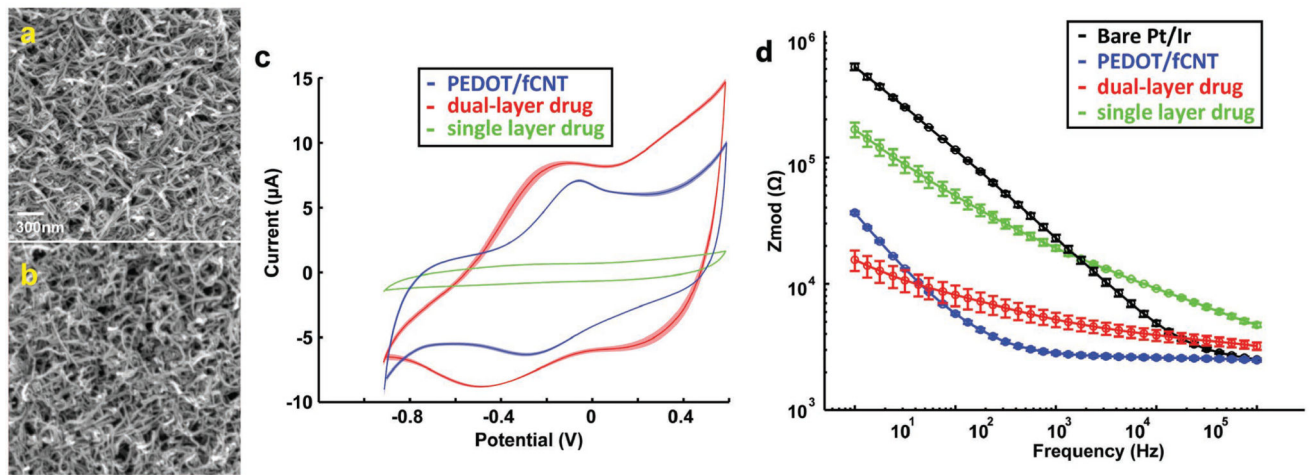 a
300nm
b
c
PEDOT/fCNT
dual-layer drug
single layer drug
15
10
5
0
-5
-10
Current (μA)
-0.8
-0.4
0
0.4
Potential (V)
d
Bare Pt/Ir
PEDOT/fCNT
dual-layer drug
single layer drug
10⁶
10⁵
10⁴
10³
Zmod (Ω)
10¹
10²
10³
10⁴
10⁵
Frequency (Hz)